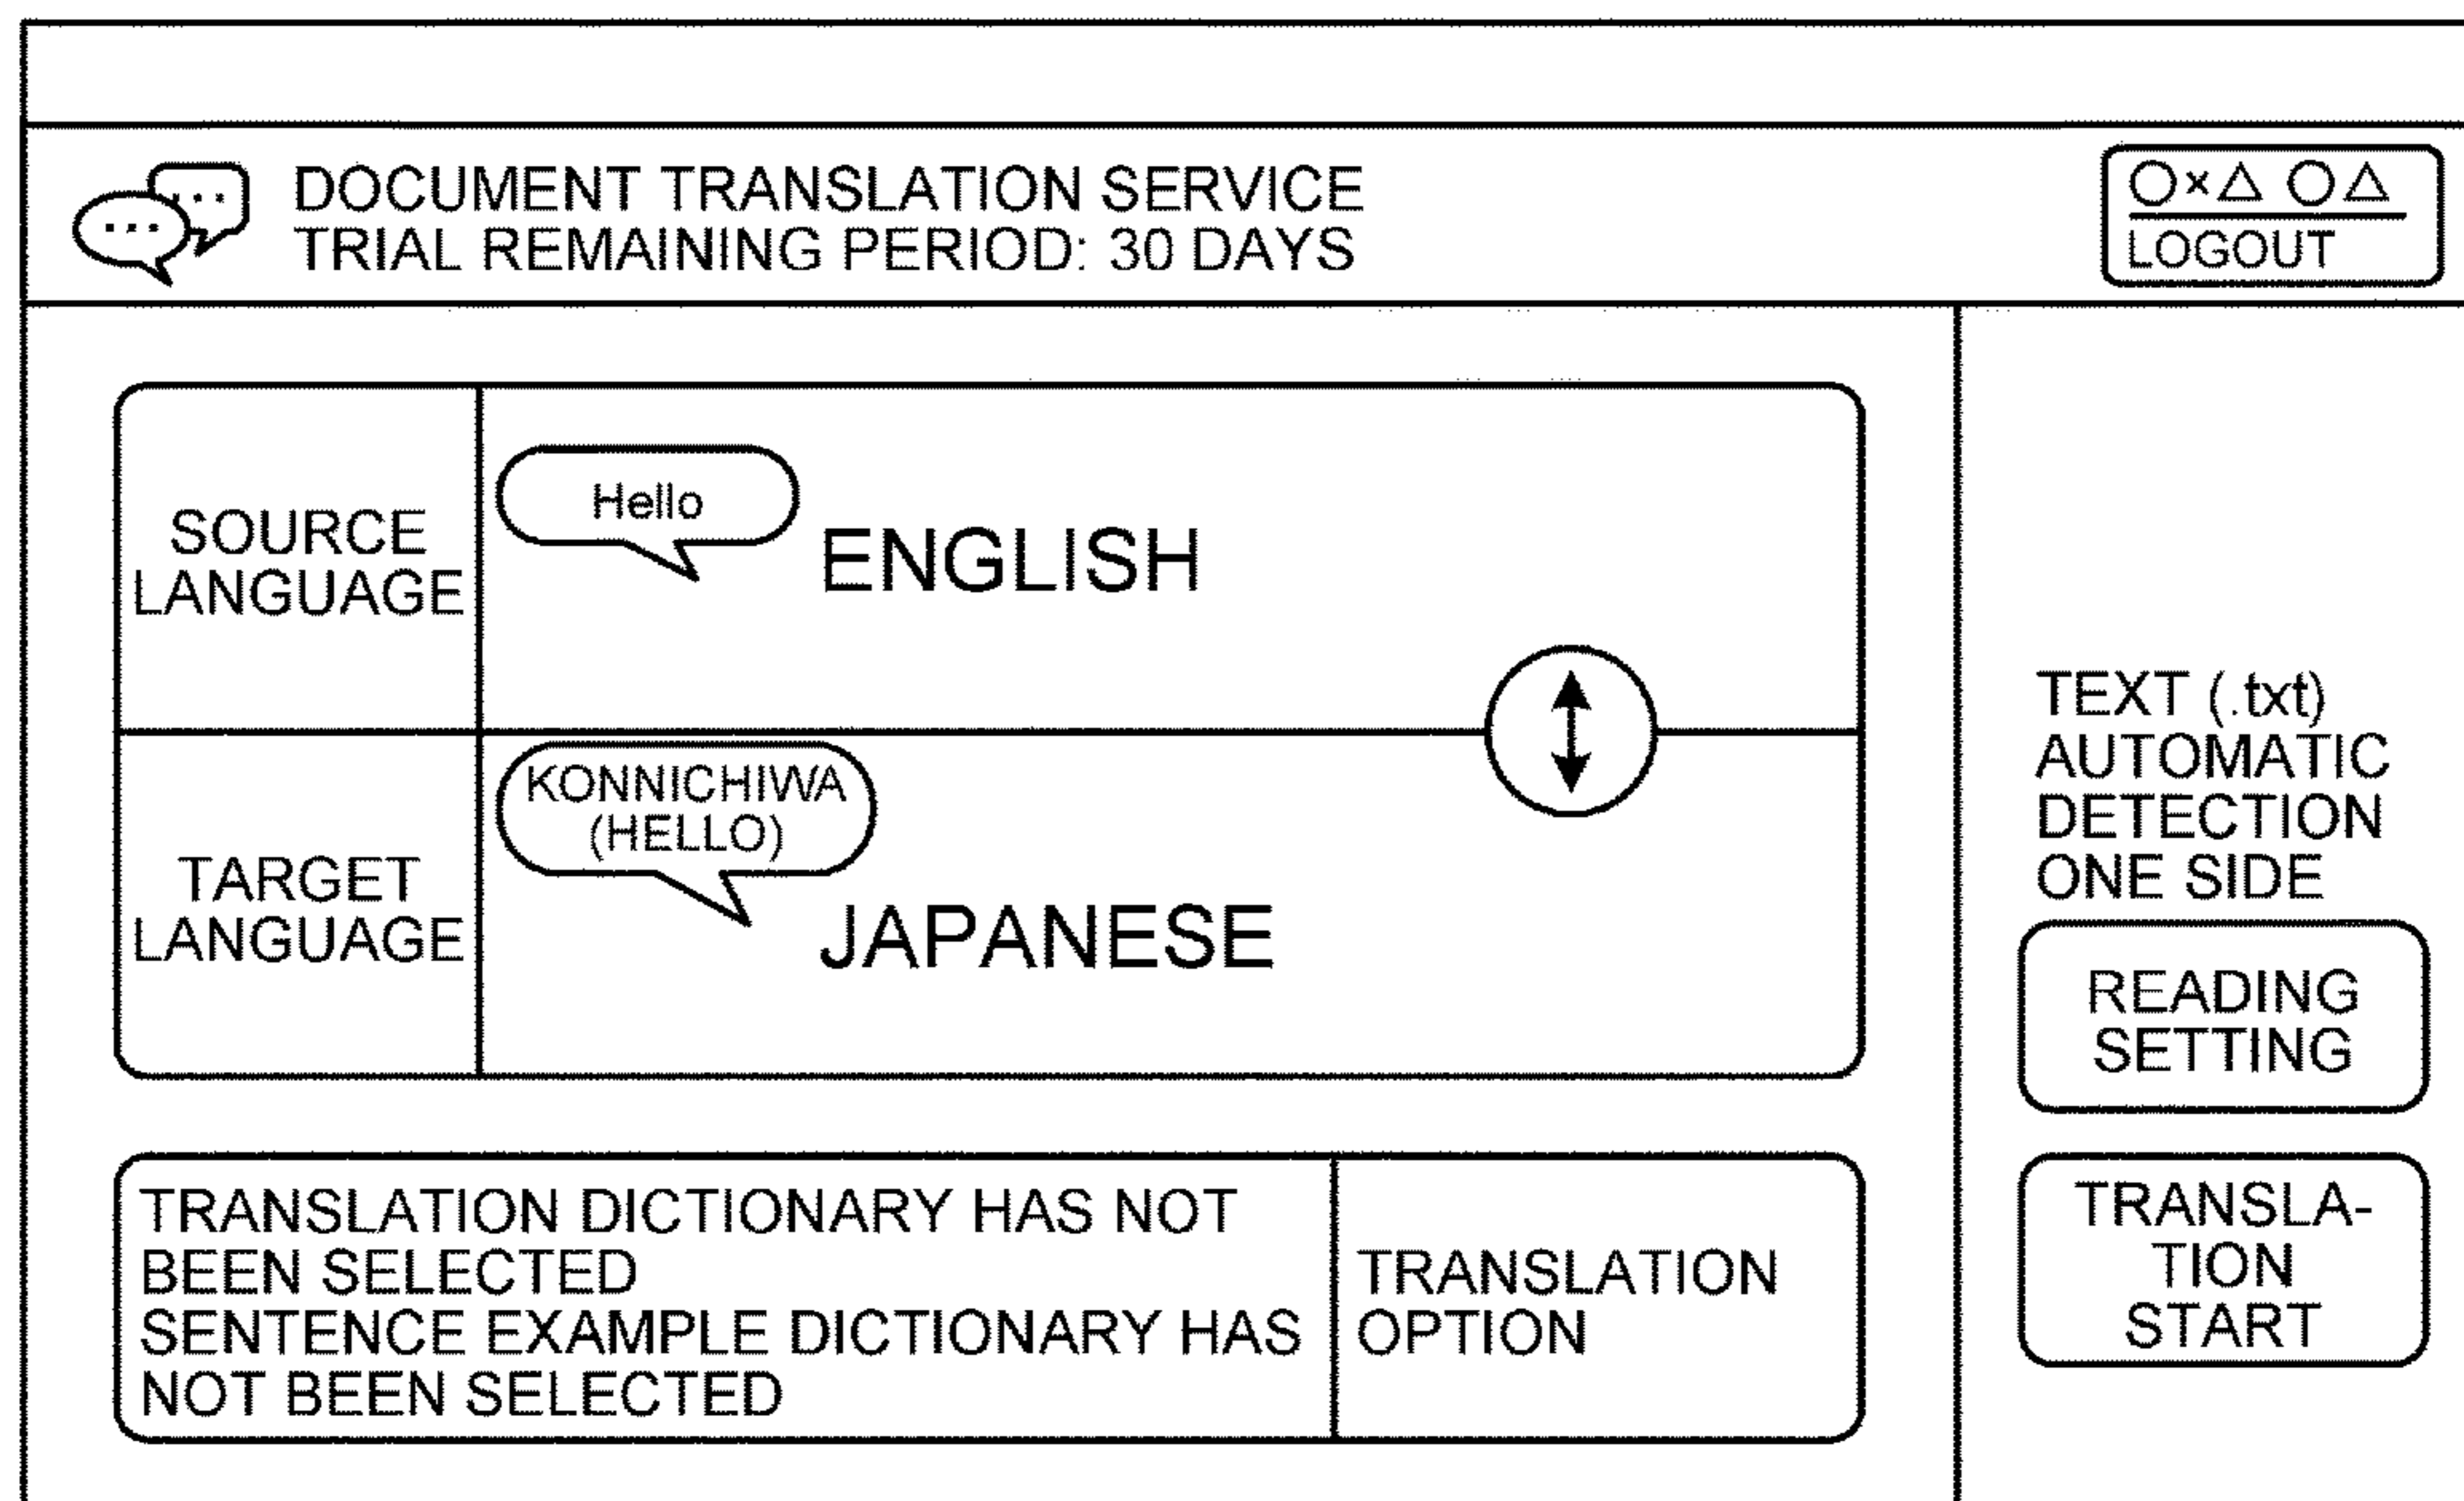 DOCUMENT TRANSLATION SERVICE
TRIAL REMAINING PERIOD: 30 DAYS
○×△ ○△
LOGOUT
SOURCE
LANGUAGE
Hello
ENGLISH
TARGET
LANGUAGE
KONNICHIWA
(HELLO)
JAPANESE
TRANSLATION DICTIONARY HAS NOT
BEEN SELECTED
SENTENCE EXAMPLE DICTIONARY HAS
NOT BEEN SELECTED
TRANSLATION
OPTION
TEXT (.txt)
AUTOMATIC
DETECTION
ONE SIDE
READING
SETTING
TRANSLA-
TION
START